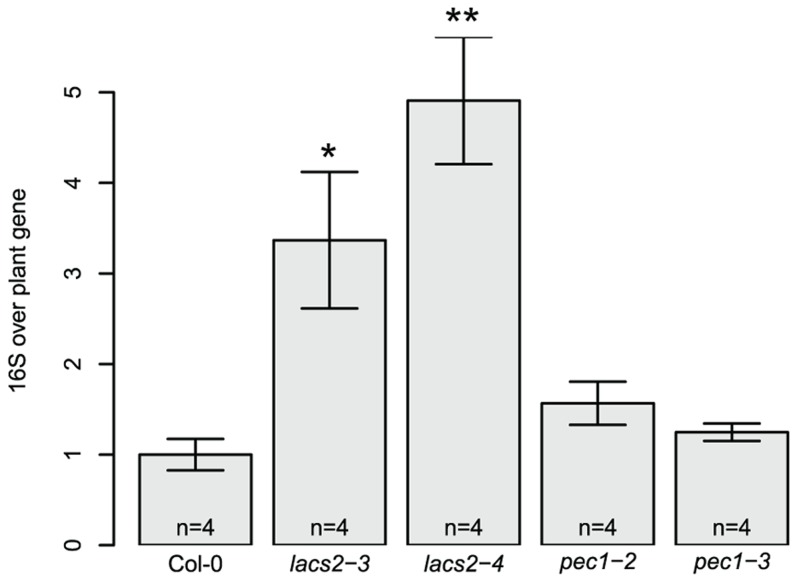 **
*
5
4
3
2
1
0
16S over plant gene
n=4 n=4 n=4 n=4 n=4
Col-0 lacs2−3 lacs2−4 pec1−2 pec1−3